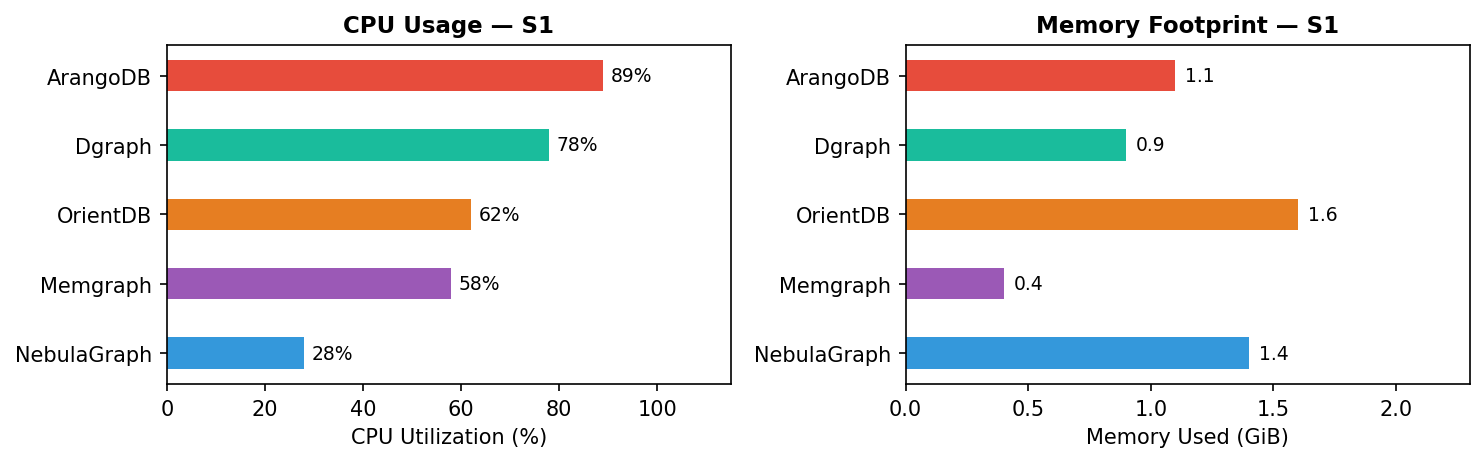 CPU Usage — S1
ArangoDB 89%
Dgraph 78%
OrientDB 62%
Memgraph 58%
NebulaGraph 28%
0 20 40 60 80 100
CPU Utilization (%)
Memory Footprint — S1
ArangoDB 1.1
Dgraph 0.9
OrientDB 1.6
Memgraph 0.4
NebulaGraph 1.4
0.0 0.5 1.0 1.5 2.0
Memory Used (GiB)